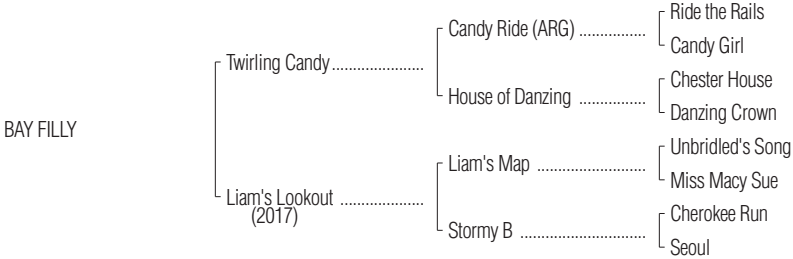 Ride the Rails
Candy Ride (ARG) ................
Candy Girl
Twirling Candy......................
Chester House
House of Danzing ................
Danzing Crown
BAY FILLY
Unbridled's Song
Liam's Map ..........................
Miss Macy Sue
Liam's Lookout ....................
(2017)
Cherokee Run
Stormy B ..............................
Seoul